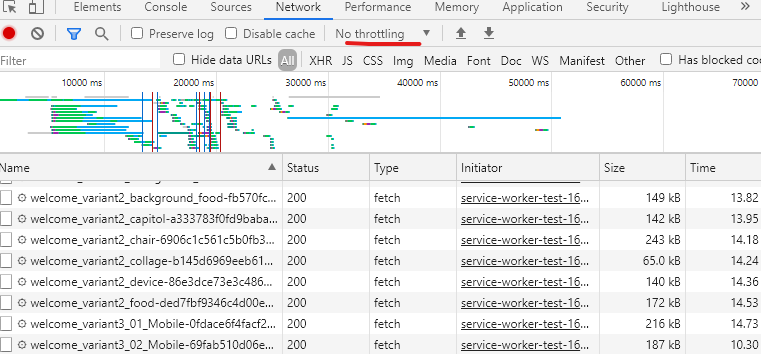 Elements Console Sources Network Performance Memory Application Security Lighthouse »
Preserve log Disable cache No throttling ▼
Filter Hide data URLs All XHR JS CSS Img Media Font Doc WS Manifest Other Has blocked coo
10000 ms 20000 ms 30000 ms 40000 ms 50000 ms 60000 ms 70000
Name ▲ Status Type Initiator Size Time
welcome_variant2_background_food-fb570fc... 200 fetch service-worker-test-16... 149 kB 13.82
welcome_variant2_capitol-a333783f0fd9baba... 200 fetch service-worker-test-16... 142 kB 13.95
welcome_variant2_chair-6906c1c561c5b0fb3... 200 fetch service-worker-test-16... 243 kB 14.18
welcome_variant2_collage-b145d6969eeb61... 200 fetch service-worker-test-16... 65.0 kB 14.24
welcome_variant2_device-86e3dce73e3c486... 200 fetch service-worker-test-16... 140 kB 14.36
welcome_variant2_food-ded7fbf9346c4d00e... 200 fetch service-worker-test-16... 172 kB 14.53
welcome_variant3_01_Mobile-0fdace6f4facf2... 200 fetch service-worker-test-16... 216 kB 14.73
welcome_variant3_02_Mobile-69fab510d06e... 200 fetch service-worker-test-16... 187 kB 10.30